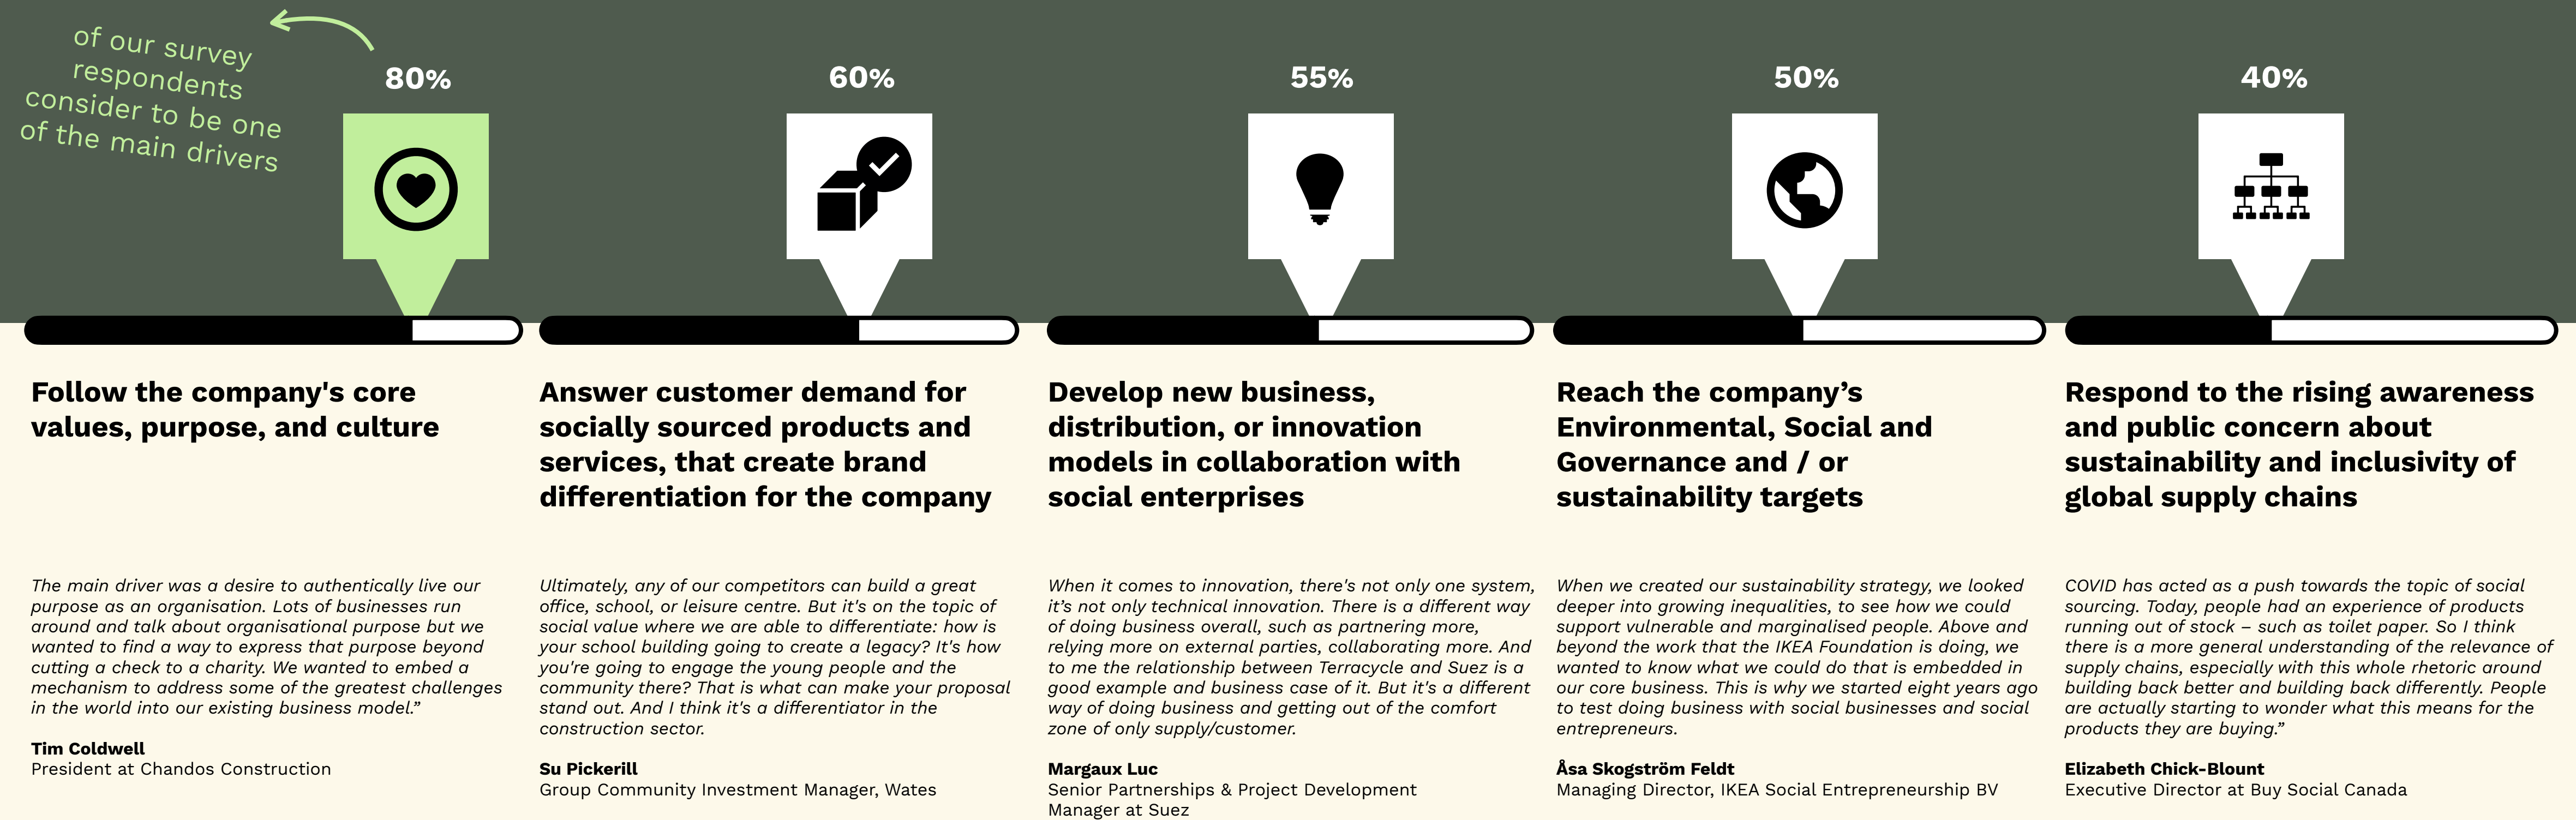 of our survey
respondents
consider to be one
of the main drivers
80%
60%
55%
50%
40%
Follow the company's core
values, purpose, and culture
The main driver was a desire to authentically live our
purpose as an organisation. Lots of businesses run
around and talk about organisational purpose but we
wanted to find a way to express that purpose beyond
cutting a check to a charity. We wanted to embed a
mechanism to address some of the greatest challenges
in the world into our existing business model.”
Tim Coldwell
President at Chandos Construction
Answer customer demand for
socially sourced products and
services, that create brand
differentiation for the company
Ultimately, any of our competitors can build a great
office, school, or leisure centre. But it's on the topic of
social value where we are able to differentiate: how is
your school building going to create a legacy? It's how
you're going to engage the young people and the
community there? That is what can make your proposal
stand out. And I think it's a differentiator in the
construction sector.
Su Pickerill
Group Community Investment Manager, Wates
Develop new business,
distribution, or innovation
models in collaboration with
social enterprises
When it comes to innovation, there's not only one system,
it’s not only technical innovation. There is a different way
of doing business overall, such as partnering more,
relying more on external parties, collaborating more. And
to me the relationship between Terracycle and Suez is a
good example and business case of it. But it's a different
way of doing business and getting out of the comfort
zone of only supply/customer.
Margaux Luc
Senior Partnerships & Project Development
Manager at Suez
Reach the company’s
Environmental, Social and
Governance and / or
sustainability targets
When we created our sustainability strategy, we looked
deeper into growing inequalities, to see how we could
support vulnerable and marginalised people. Above and
beyond the work that the IKEA Foundation is doing, we
wanted to know what we could do that is embedded in
our core business. This is why we started eight years ago
to test doing business with social businesses and social
entrepreneurs.
Åsa Skogström Feldt
Managing Director, IKEA Social Entrepreneurship BV
Respond to the rising awareness
and public concern about
sustainability and inclusivity of
global supply chains
COVID has acted as a push towards the topic of social
sourcing. Today, people had an experience of products
running out of stock – such as toilet paper. So I think
there is a more general understanding of the relevance of
supply chains, especially with this whole rhetoric around
building back better and building back differently. People
are actually starting to wonder what this means for the
products they are buying.”
Elizabeth Chick-Blount
Executive Director at Buy Social Canada